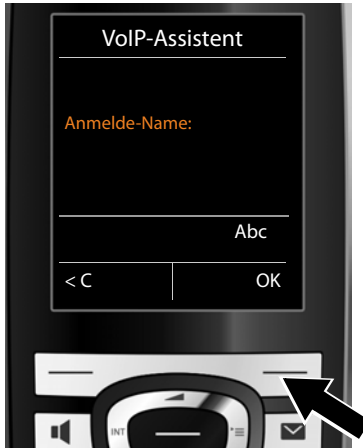 VoIP-Assistent
Anmelde-Name:
Abc
< C
OK
INT